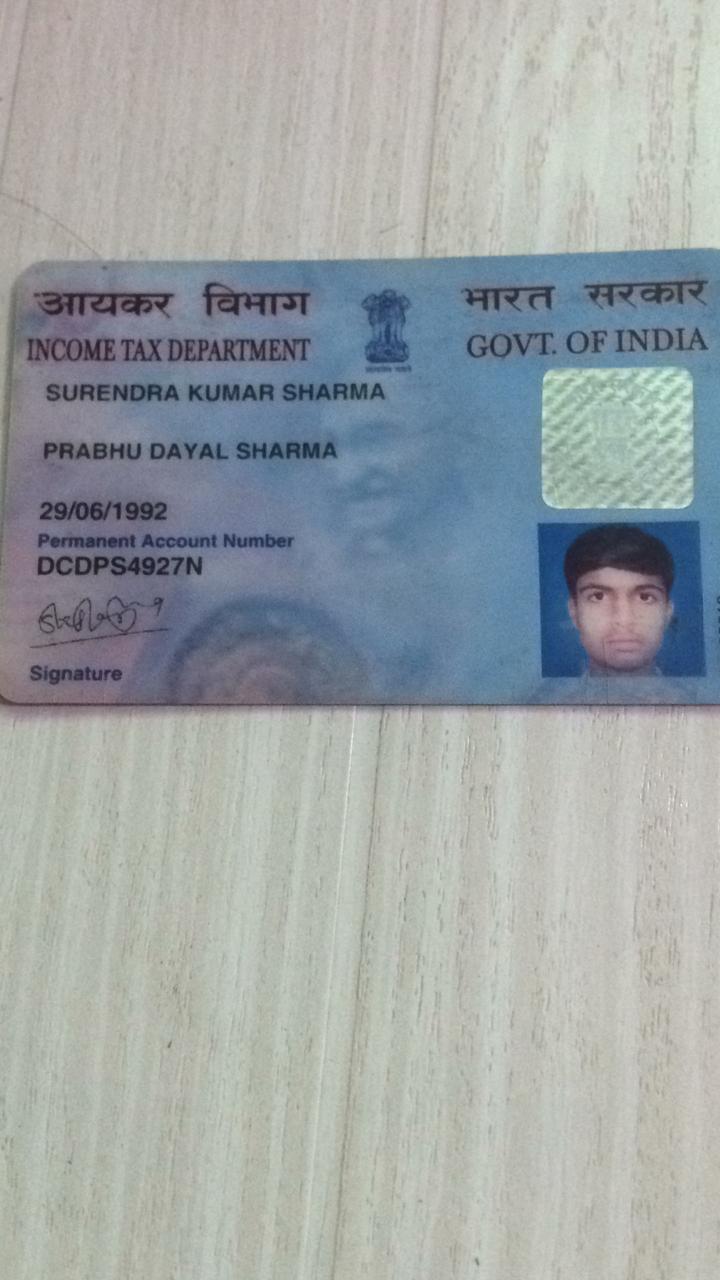 आयकर विभाग
INCOME TAX DEPARTMENT
भारत सरकार
GOVT. OF INDIA
SURENDRA KUMAR SHARMA
PRABHU DAYAL SHARMA
29/06/1992
Permanent Account Number
DCDPS4927N
Signature